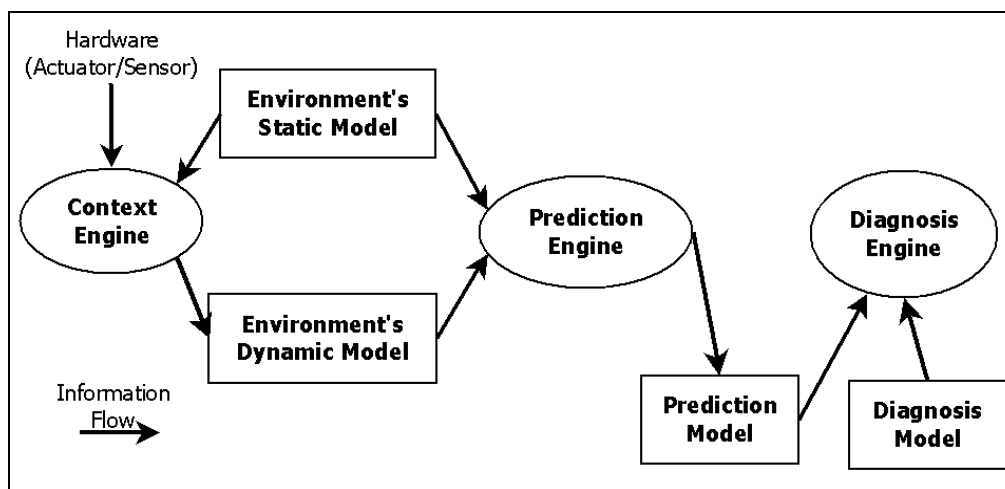 Hardware
(Actuator/Sensor)
Environment's
Static Model
Context
Engine
Prediction
Engine
Diagnosis
Engine
Environment's
Dynamic Model
Information
Flow
Prediction
Model
Diagnosis
Model